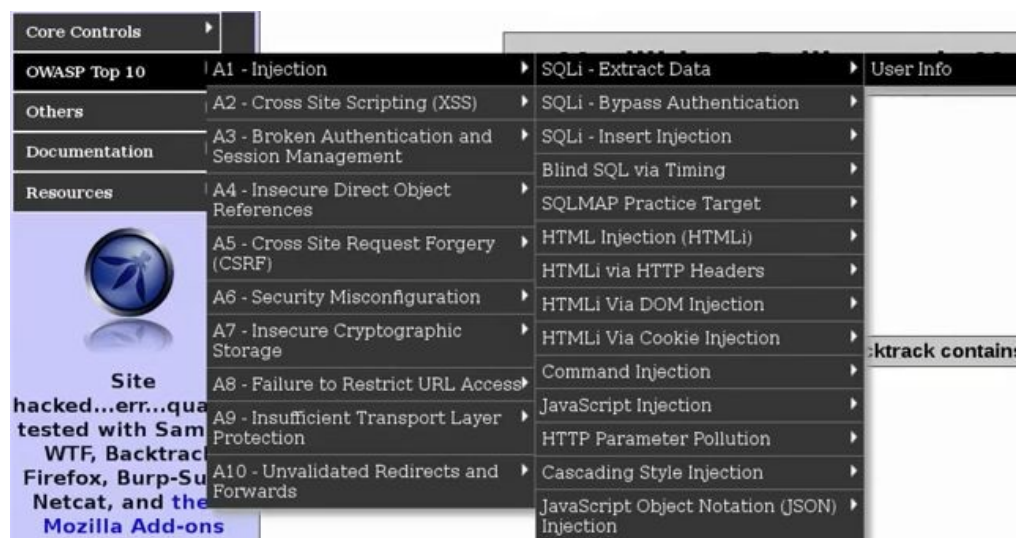 Core Controls
OWASP Top 10
Others
Documentation
Resources
Site
hacked...err...qua
tested with Sam
WTF, Backtrac
Firefox, Burp-Su
Netcat, and the
Mozilla Add-ons
A1 - Injection
A2 - Cross Site Scripting (XSS)
A3 - Broken Authentication and
Session Management
A4 - Insecure Direct Object
References
A5 - Cross Site Request Forgery
(CSRF)
A6 - Security Misconfiguration
A7 - Insecure Cryptographic
Storage
A8 - Failure to Restrict URL Access
A9 - Insufficient Transport Layer
Protection
A10 - Unvalidated Redirects and
Forwards
SQLi - Extract Data
SQLi - Bypass Authentication
SQLi - Insert Injection
Blind SQL via Timing
SQLMAP Practice Target
HTML Injection (HTMLi)
HTMLi via HTTP Headers
HTMLi Via DOM Injection
HTMLi Via Cookie Injection
Command Injection
JavaScript Injection
HTTP Parameter Pollution
Cascading Style Injection
JavaScript Object Notation (JSON)
Injection
User Info
cktrack contains